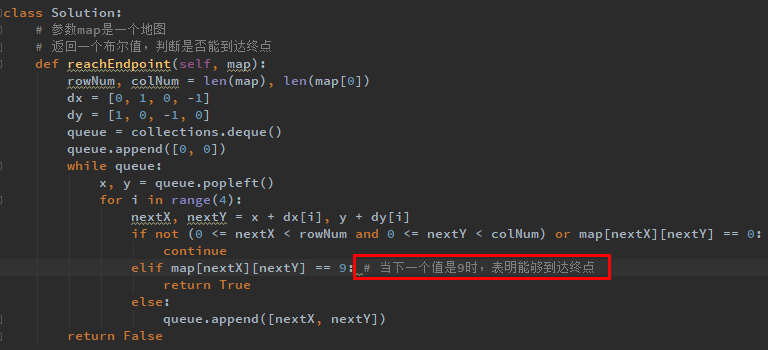 class Solution:
    # 参数map是一个地图
    # 返回一个布尔值，判断是否能到达终点
    def reachEndpoint(self, map):
        rowNum, colNum = len(map), len(map[0])
        dx = [0, 1, 0, -1]
        dy = [1, 0, -1, 0]
        queue = collections.deque()
        queue.append([0, 0])
        while queue:
            x, y = queue.popleft()
            for i in range(4):
                nextX, nextY = x + dx[i], y + dy[i]
                if not (0 <= nextX < rowNum and 0 <= nextY < colNum) or map[nextX][nextY] == 0:
                    continue
                elif map[nextX][nextY] == 9: # 当下一个值是9时，表明能够到达终点
                    return True
                else:
                    queue.append([nextX, nextY])
        return False